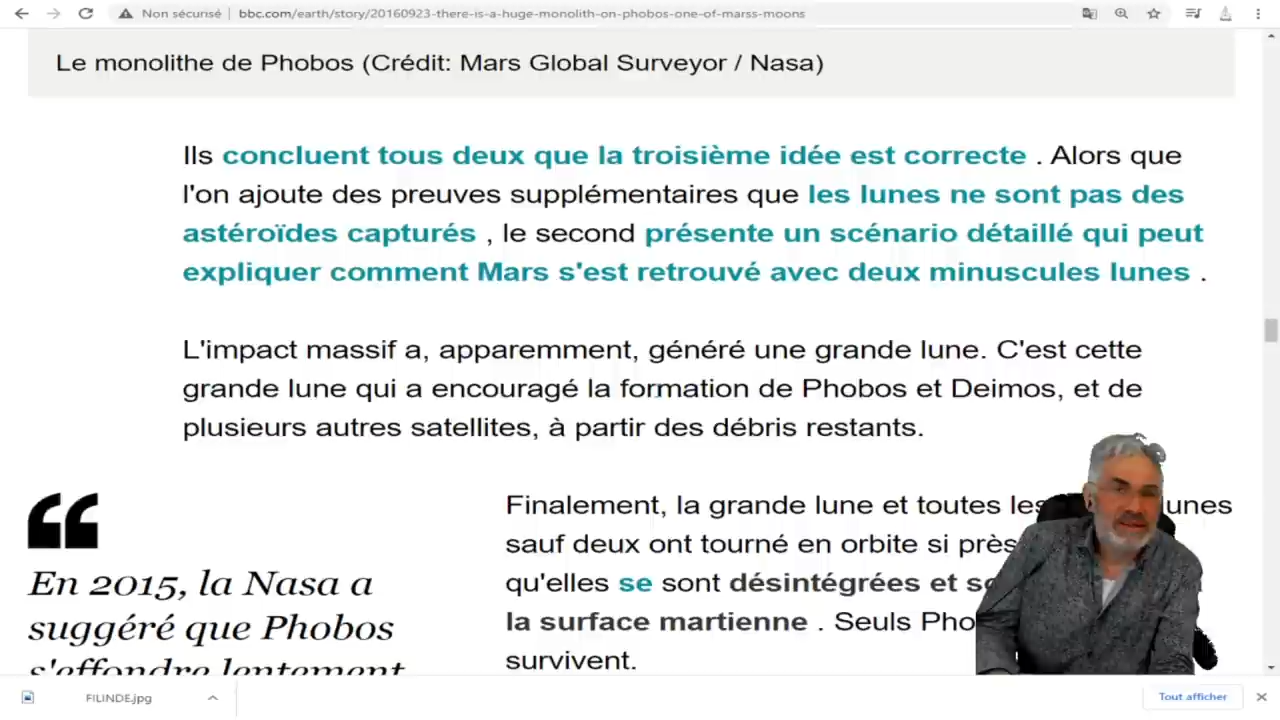 Non sécurisé | bbc.com/earth/story/20160923-there-is-a-huge-monolith-on-phobos-one-of-marss-moons
Le monolithe de Phobos (Crédit: Mars Global Surveyor / Nasa)
Ils concluent tous deux que la troisième idée est correcte . Alors que
l'on ajoute des preuves supplémentaires que les lunes ne sont pas des
astéroïdes capturés , le second présente un scénario détaillé qui peut
expliquer comment Mars s'est retrouvé avec deux minuscules lunes .
L'impact massif a, apparemment, généré une grande lune. C'est cette
grande lune qui a encouragé la formation de Phobos et Deimos, et de
plusieurs autres satellites, à partir des débris restants.
Finalement, la grande lune et toutes les lunes
sauf deux ont tourné en orbite si près
qu'elles se sont désintégrées et
la surface martienne . Seuls
survivent.
En 2015, la Nasa a
suggéré que Phobos
s'effondre lentement
FILINDE.jpg
Tout afficher